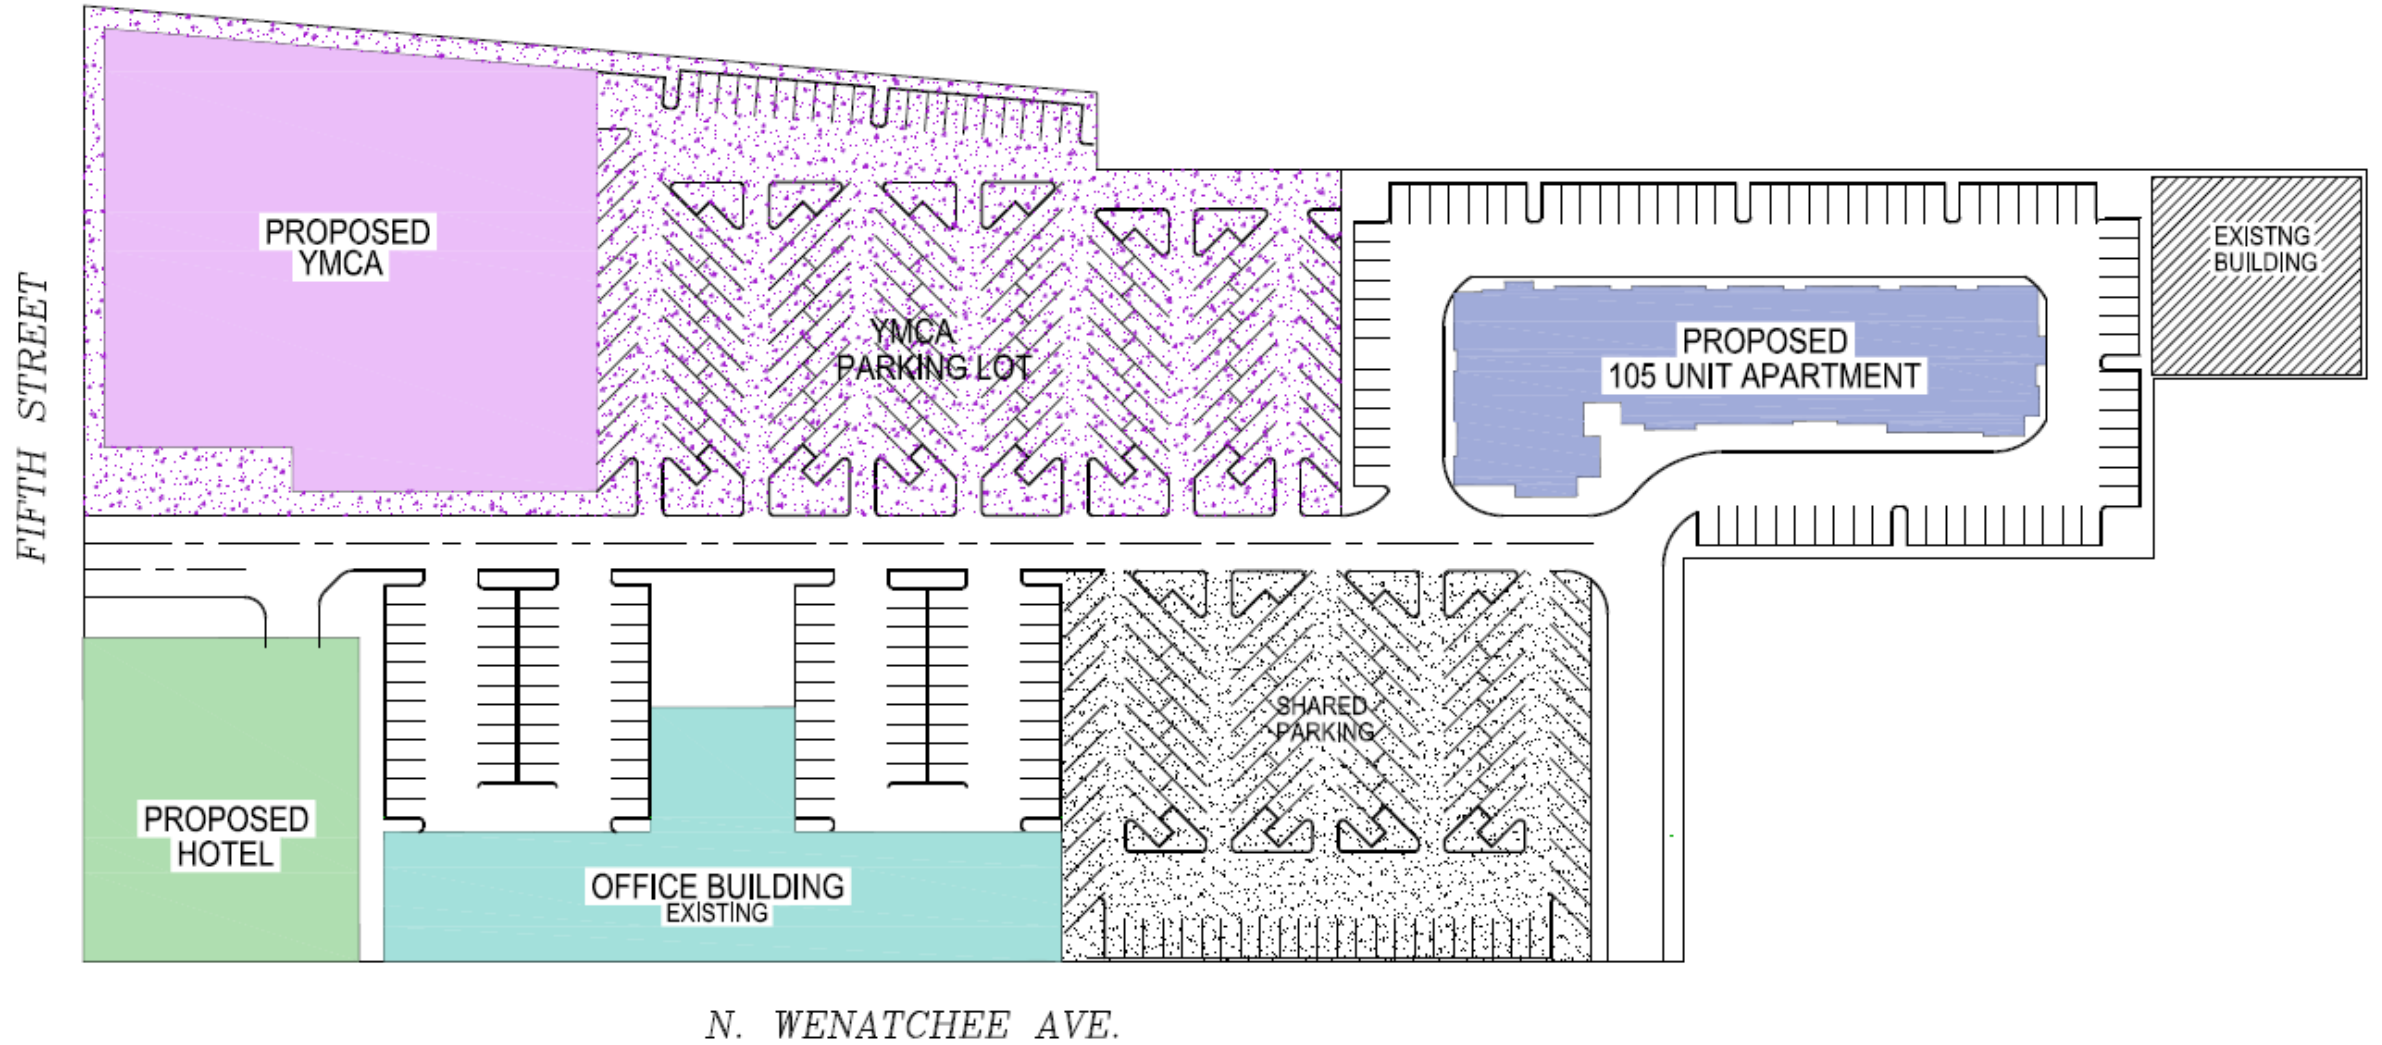 PROPOSED
YMCA
FIFTH STREET
YMCA
PARKING LOT
PROPOSED
105 UNIT APARTMENT
EXISTNG
BUILDING
PROPOSED
HOTEL
OFFICE BUILDING
EXISTING
SHARED
PARKING
N. WENATCHEE AVE.